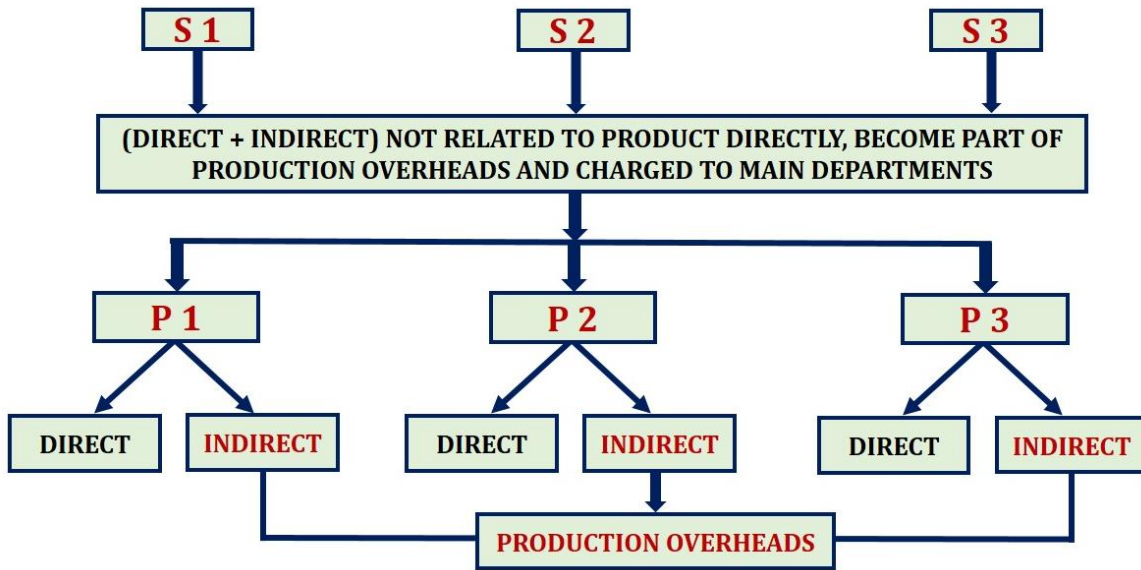 S 1
S 2
S 3
(DIRECT + INDIRECT) NOT RELATED TO PRODUCT DIRECTLY, BECOME PART OF
PRODUCTION OVERHEADS AND CHARGED TO MAIN DEPARTMENTS
P 1
P 2
P 3
DIRECT
INDIRECT
DIRECT
INDIRECT
DIRECT
INDIRECT
PRODUCTION OVERHEADS